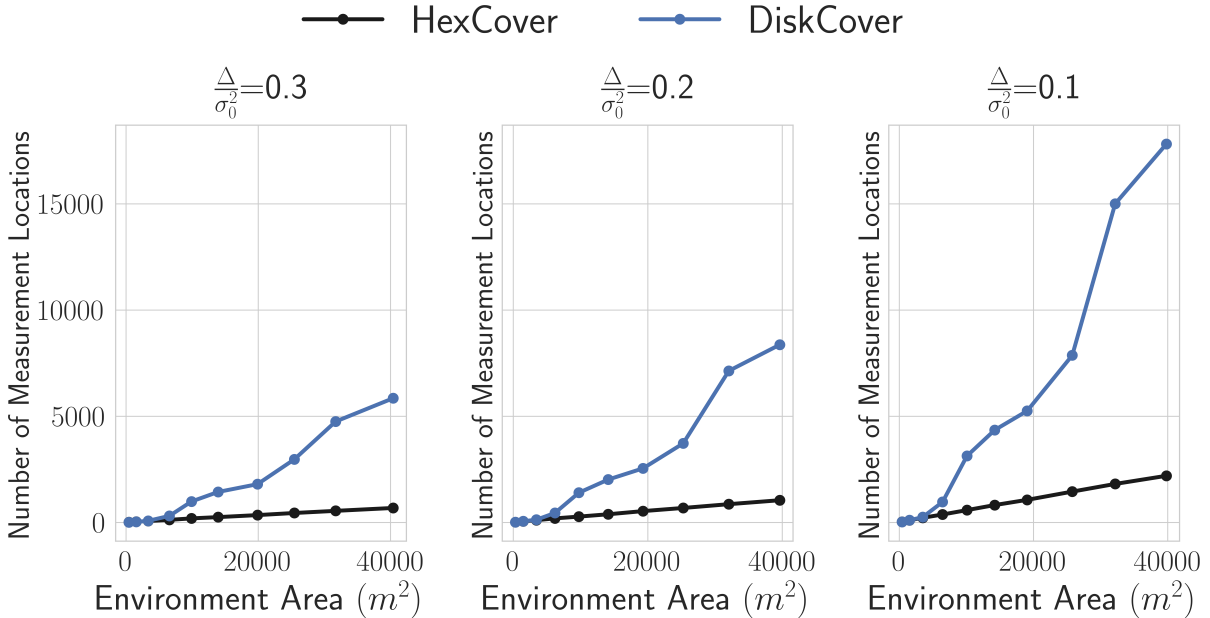 HexCover DiskCover
Δ/σ₀²=0.3 Δ/σ₀²=0.2 Δ/σ₀²=0.1
Number of Measurement Locations
15000
10000
5000
0
0 20000 40000
Environment Area (m²)
Number of Measurement Locations
0 20000 40000
Environment Area (m²)
Number of Measurement Locations
0 20000 40000
Environment Area (m²)